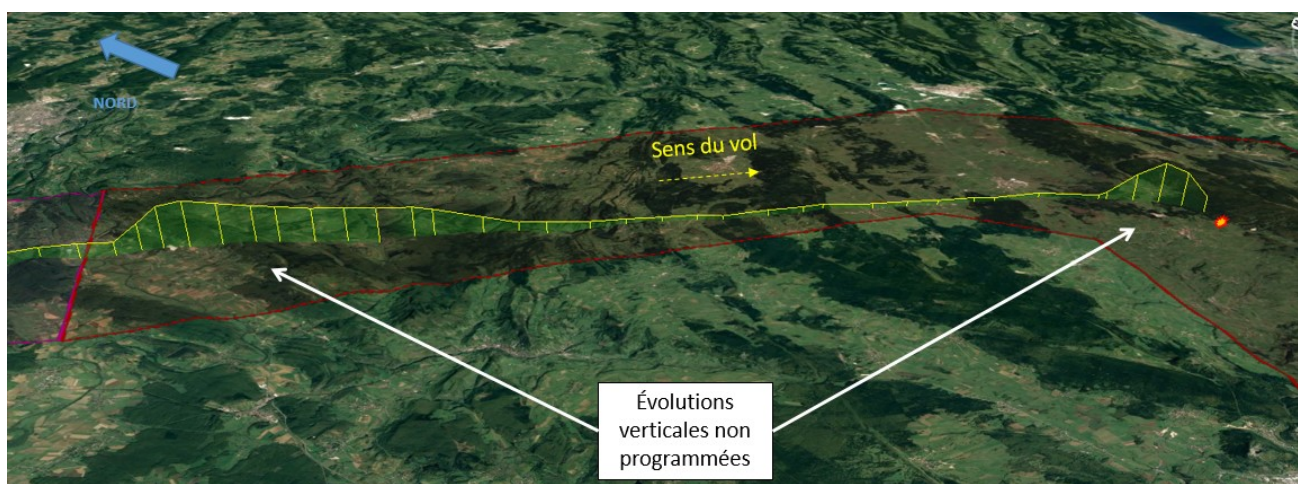 NORD
Sens du vol
Évolutions
verticales non
programmées